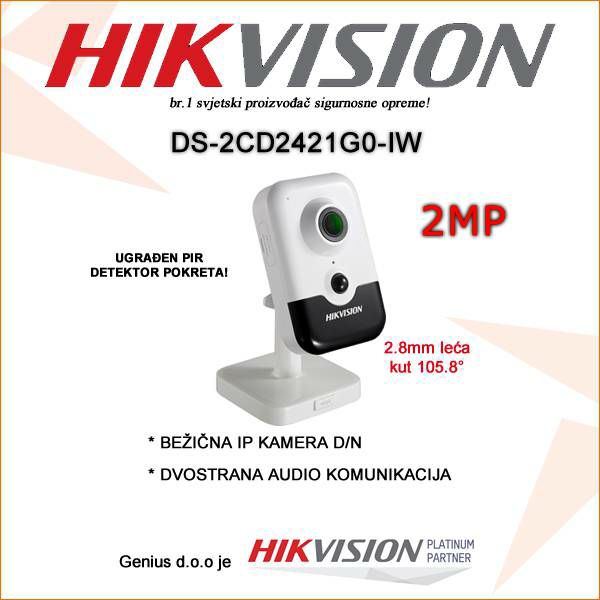 HIKVISION
br.1 svjetski proizvođač sigurnosne opreme!
DS-2CD2421G0-IW
2MP
UGRAĐEN PIR
DETEKTOR POKRETA!
HIKVISION
2.8mm leća
kut 105.8°
* BEŽIČNA IP KAMERA D/N
* DVOSTRANA AUDIO KOMUNIKACIJA
Genius d.o.o je HIKVISION PLATINUM
PARTNER